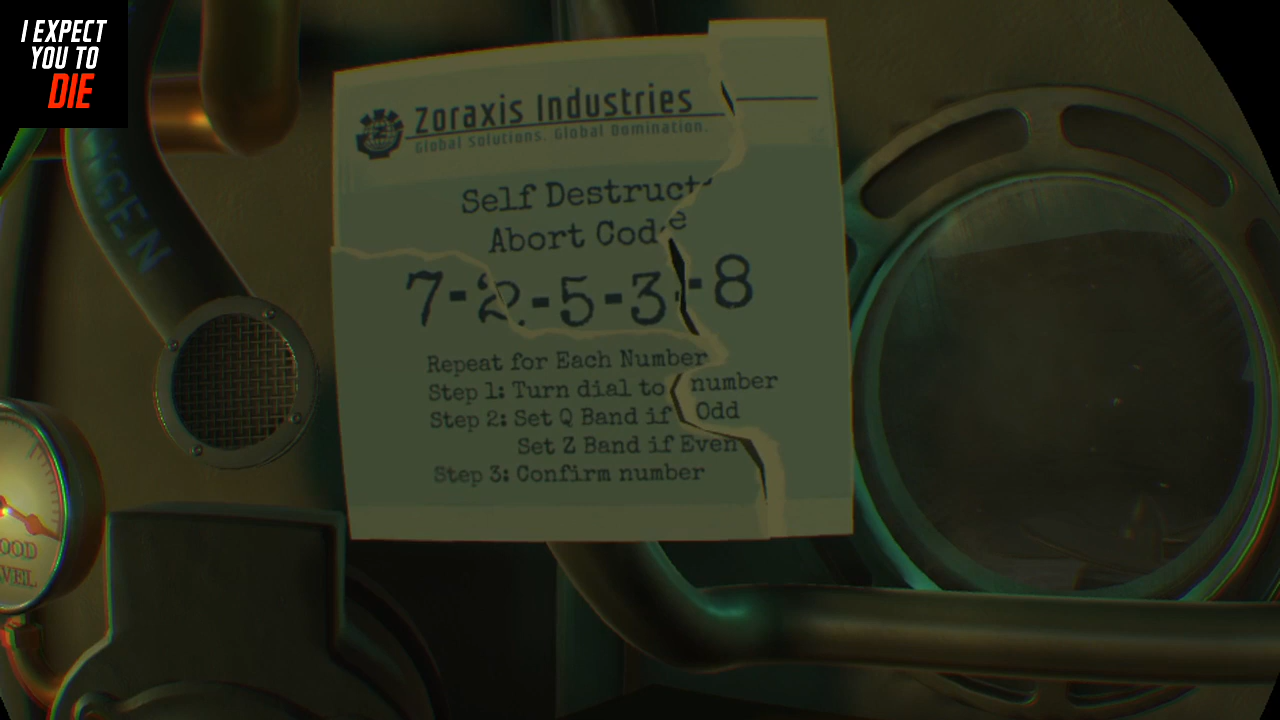 I EXPECT
YOU TO
DIE
Zoraxis Industries
Global Solutions. Global Domination.
Self Destruct
Abort Code
7-2-5-3-8
Repeat for Each Number
Step 1: Turn dial to number
Step 2: Set Q Band if Odd
Set Z Band if Even
Step 3: Confirm number